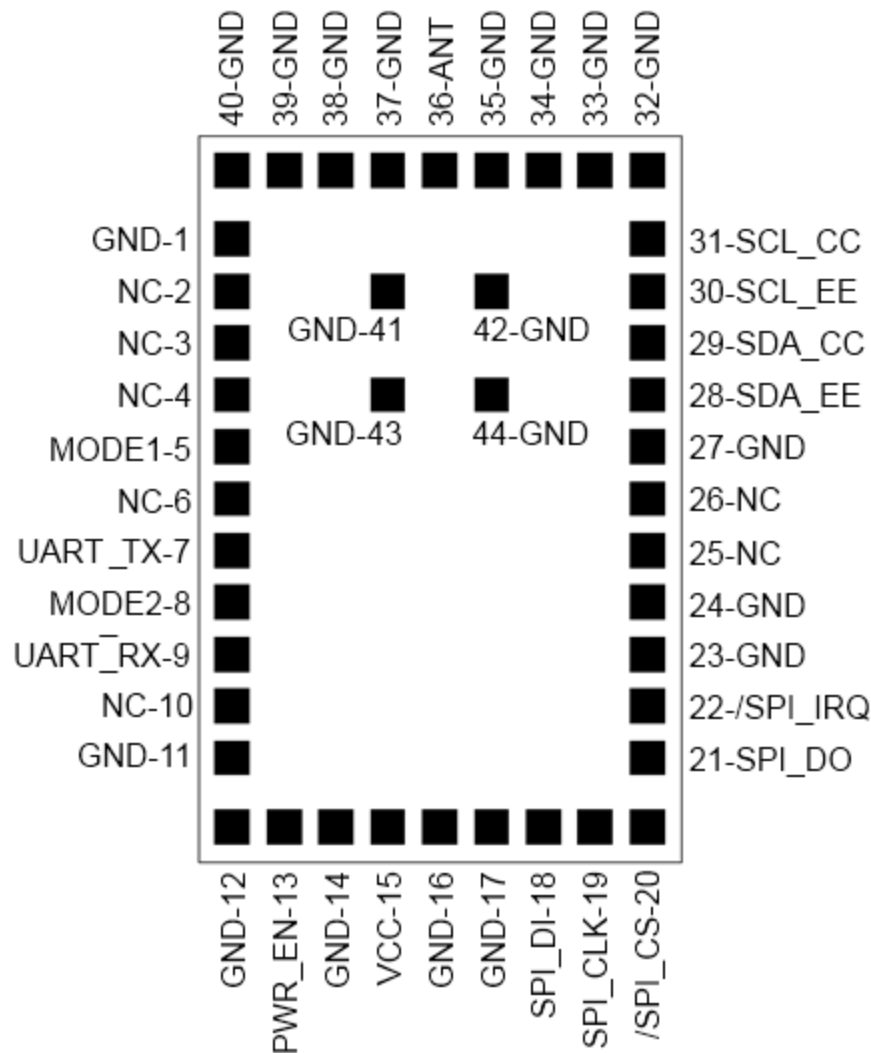 40-GND
39-GND
38-GND
37-GND
36-ANT
35-GND
34-GND
33-GND
32-GND
GND-1
31-SCL_CC
NC-2
30-SCL_EE
GND-41
42-GND
NC-3
29-SDA_CC
NC-4
28-SDA_EE
GND-43
44-GND
MODE1-5
27-GND
NC-6
26-NC
UART_TX-7
25-NC
MODE2-8
24-GND
UART_RX-9
23-GND
NC-10
22-/SPI_IRQ
GND-11
21-SPI_DO
GND-12
PWR_EN-13
GND-14
VCC-15
GND-16
GND-17
SPI_DI-18
SPI_CLK-19
/SPI_CS-20